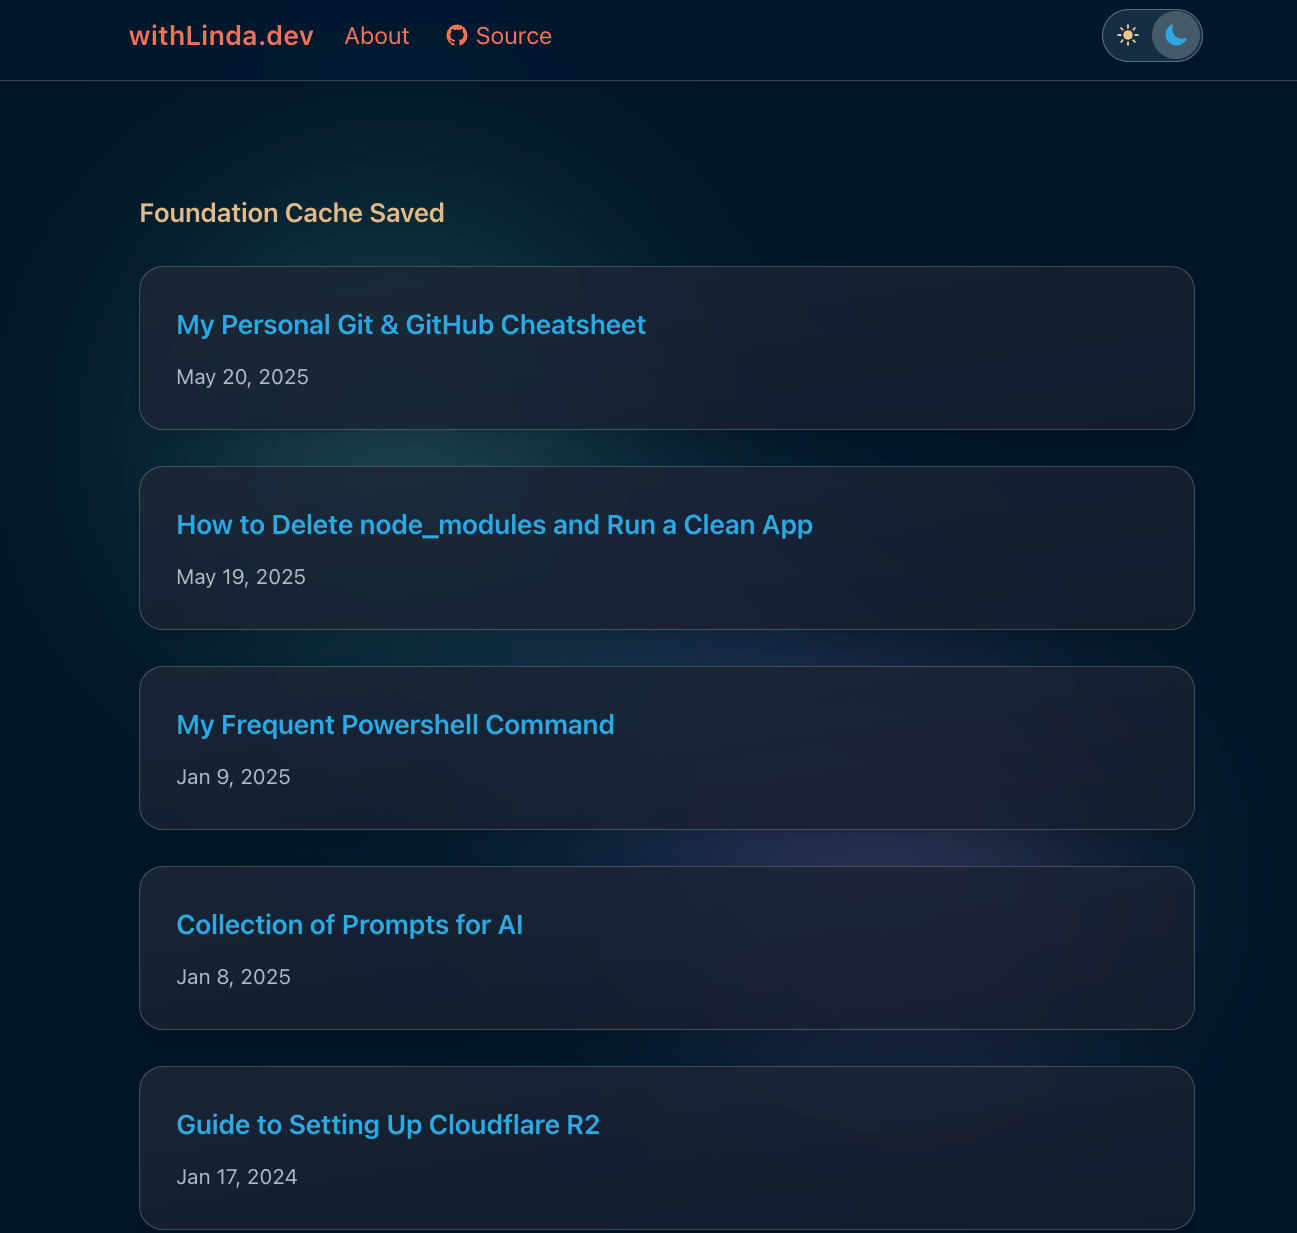 withLinda.dev About Source
Foundation Cache Saved
My Personal Git & GitHub Cheatsheet
May 20, 2025
How to Delete node_modules and Run a Clean App
May 19, 2025
My Frequent Powershell Command
Jan 9, 2025
Collection of Prompts for AI
Jan 8, 2025
Guide to Setting Up Cloudflare R2
Jan 17, 2024